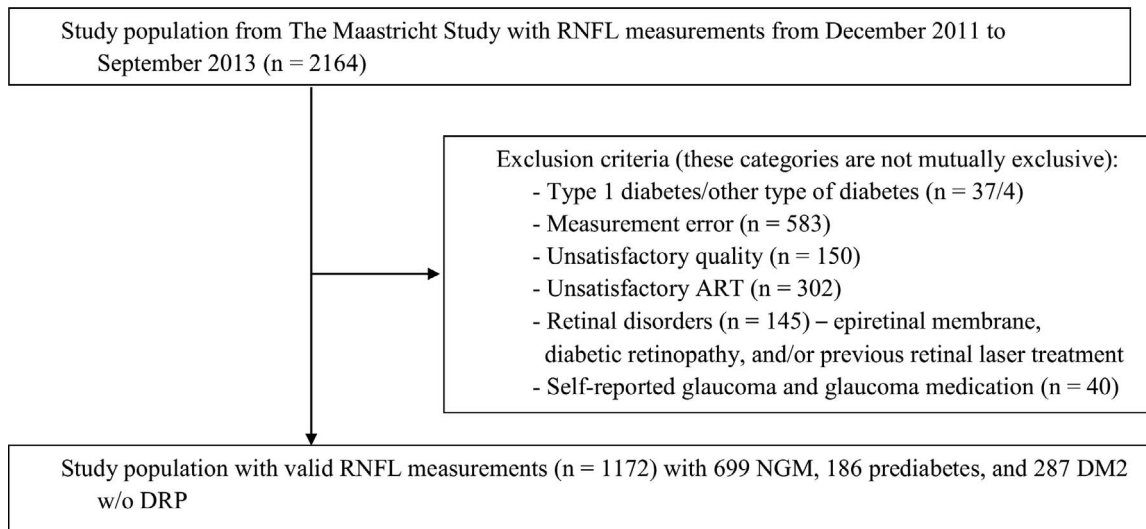 Study population from The Maastricht Study with RNFL measurements from December 2011 to
September 2013 (n = 2164)
Exclusion criteria (these categories are not mutually exclusive):
- Type 1 diabetes/other type of diabetes (n = 37/4)
- Measurement error (n = 583)
- Unsatisfactory quality (n = 150)
- Unsatisfactory ART (n = 302)
- Retinal disorders (n = 145) – epiretinal membrane,
diabetic retinopathy, and/or previous retinal laser treatment
- Self-reported glaucoma and glaucoma medication (n = 40)
Study population with valid RNFL measurements (n = 1172) with 699 NGM, 186 prediabetes, and 287 DM2
w/o DRP